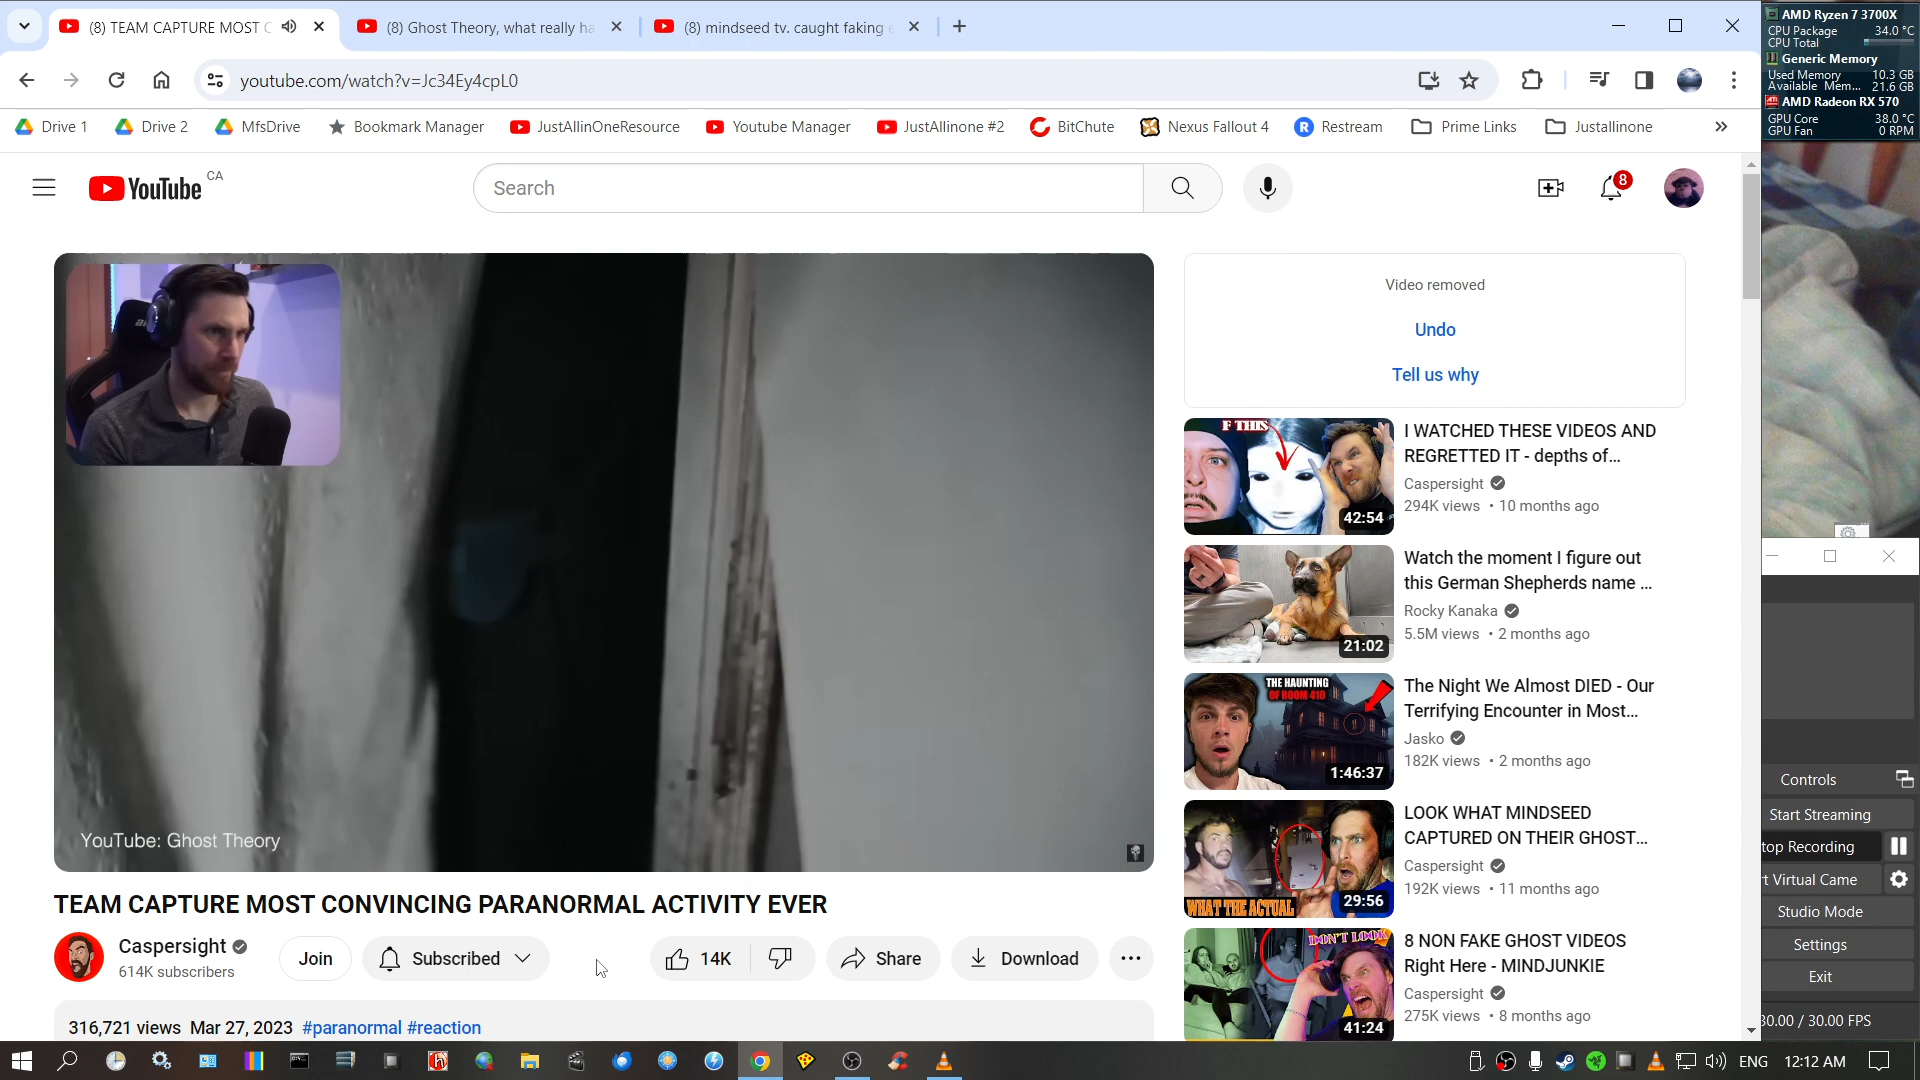 (8) TEAM CAPTURE MOST C
(8) Ghost Theory, what really ha
(8) mindseed tv. caught faking e
youtube.com/watch?v=Jc34Ey4cpL0
Drive 1
Drive 2
MfsDrive
Bookmark Manager
JustAllinOneResource
Youtube Manager
JustAllinone #2
BitChute
Nexus Fallout 4
Restream
Prime Links
Justallinone
AMD Ryzen 7 3700X
CPU Package 34.0 °C
CPU Total
Generic Memory
Used Memory 10.3 GB
Available Mem... 21.6 GB
AMD Radeon RX 570
GPU Core 38.0 °C
GPU Fan 0 RPM
YouTube CA
Search
8
YouTube: Ghost Theory
TEAM CAPTURE MOST CONVINCING PARANORMAL ACTIVITY EVER
Caspersight
614K subscribers
Join
Subscribed
14K
Share
Download
316,721 views Mar 27, 2023 #paranormal #reaction
Video removed
Undo
Tell us why
F THIS
42:54
I WATCHED THESE VIDEOS AND
REGRETTED IT - depths of...
Caspersight
294K views • 10 months ago
21:02
Watch the moment I figure out
this German Shepherds name ...
Rocky Kanaka
5.5M views • 2 months ago
THE HAUNTING
OF ROOM 410
1:46:37
The Night We Almost DIED - Our
Terrifying Encounter in Most...
Jasko
182K views • 2 months ago
WHAT THE ACTUAL
29:56
LOOK WHAT MINDSEED
CAPTURED ON THEIR GHOST...
Caspersight
192K views • 11 months ago
DON'T LOOK
41:24
8 NON FAKE GHOST VIDEOS
Right Here - MINDJUNKIE
Caspersight
275K views • 8 months ago
Controls
Start Streaming
top Recording
t Virtual Came
Studio Mode
Settings
Exit
30.00 / 30.00 FPS
ENG
12:12 AM